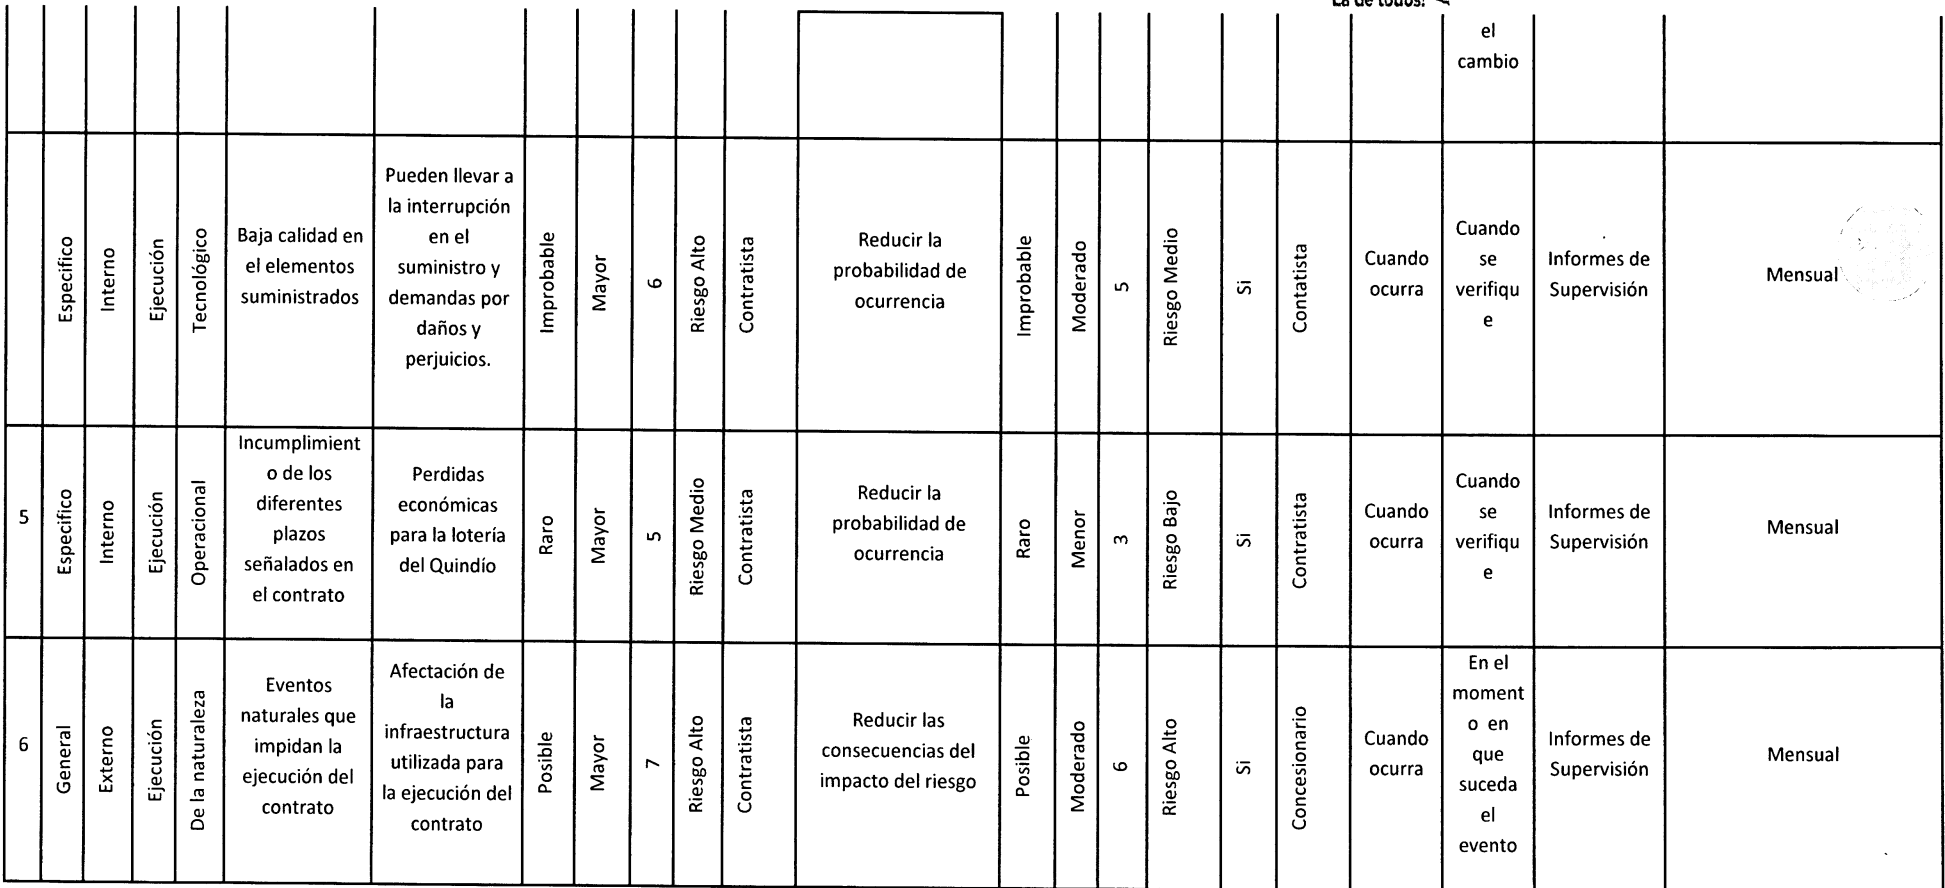 La de todos!
el
cambio
Especifico
Interno
Ejecución
Tecnológico
Baja calidad en
el elementos
suministrados
Pueden llevar a
la interrupción
en el
suministro y
demandas por
daños y
perjuicios.
Improbable
Mayor
6
Riesgo Alto
Contratista
Reducir la
probabilidad de
ocurrencia
Improbable
Moderado
5
Riesgo Medio
Si
Contatista
Cuando
ocurra
Cuando
se
verifiqu
e
Informes de
Supervisión
Mensual
5
Especifico
Interno
Ejecución
Operacional
Incumplimient
o de los
diferentes
plazos
señalados en
el contrato
Perdidas
económicas
para la lotería
del Quindío
Raro
Mayor
5
Riesgo Medio
Contratista
Reducir la
probabilidad de
ocurrencia
Raro
Menor
3
Riesgo Bajo
Si
Contratista
Cuando
ocurra
Cuando
se
verifiqu
e
Informes de
Supervisión
Mensual
6
General
Externo
Ejecución
De la naturaleza
Eventos
naturales que
impidan la
ejecución del
contrato
Afectación de
la
infraestructura
utilizada para
la ejecución del
contrato
Posible
Mayor
7
Riesgo Alto
Contratista
Reducir las
consecuencias del
impacto del riesgo
Posible
Moderado
6
Riesgo Alto
Si
Concesionario
Cuando
ocurra
En el
moment
o en
que
suceda
el
evento
Informes de
Supervisión
Mensual